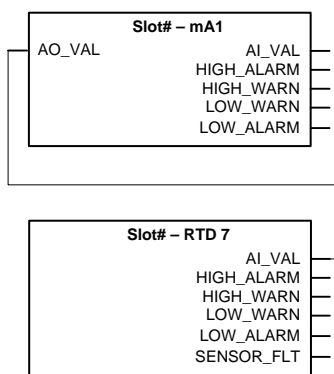 Slot# – mA1
AO_VAL AI_VAL
HIGH_ALARM
HIGH_WARN
LOW_WARN
LOW_ALARM
Slot# – RTD 7
AI_VAL
HIGH_ALARM
HIGH_WARN
LOW_WARN
LOW_ALARM
SENSOR_FLT